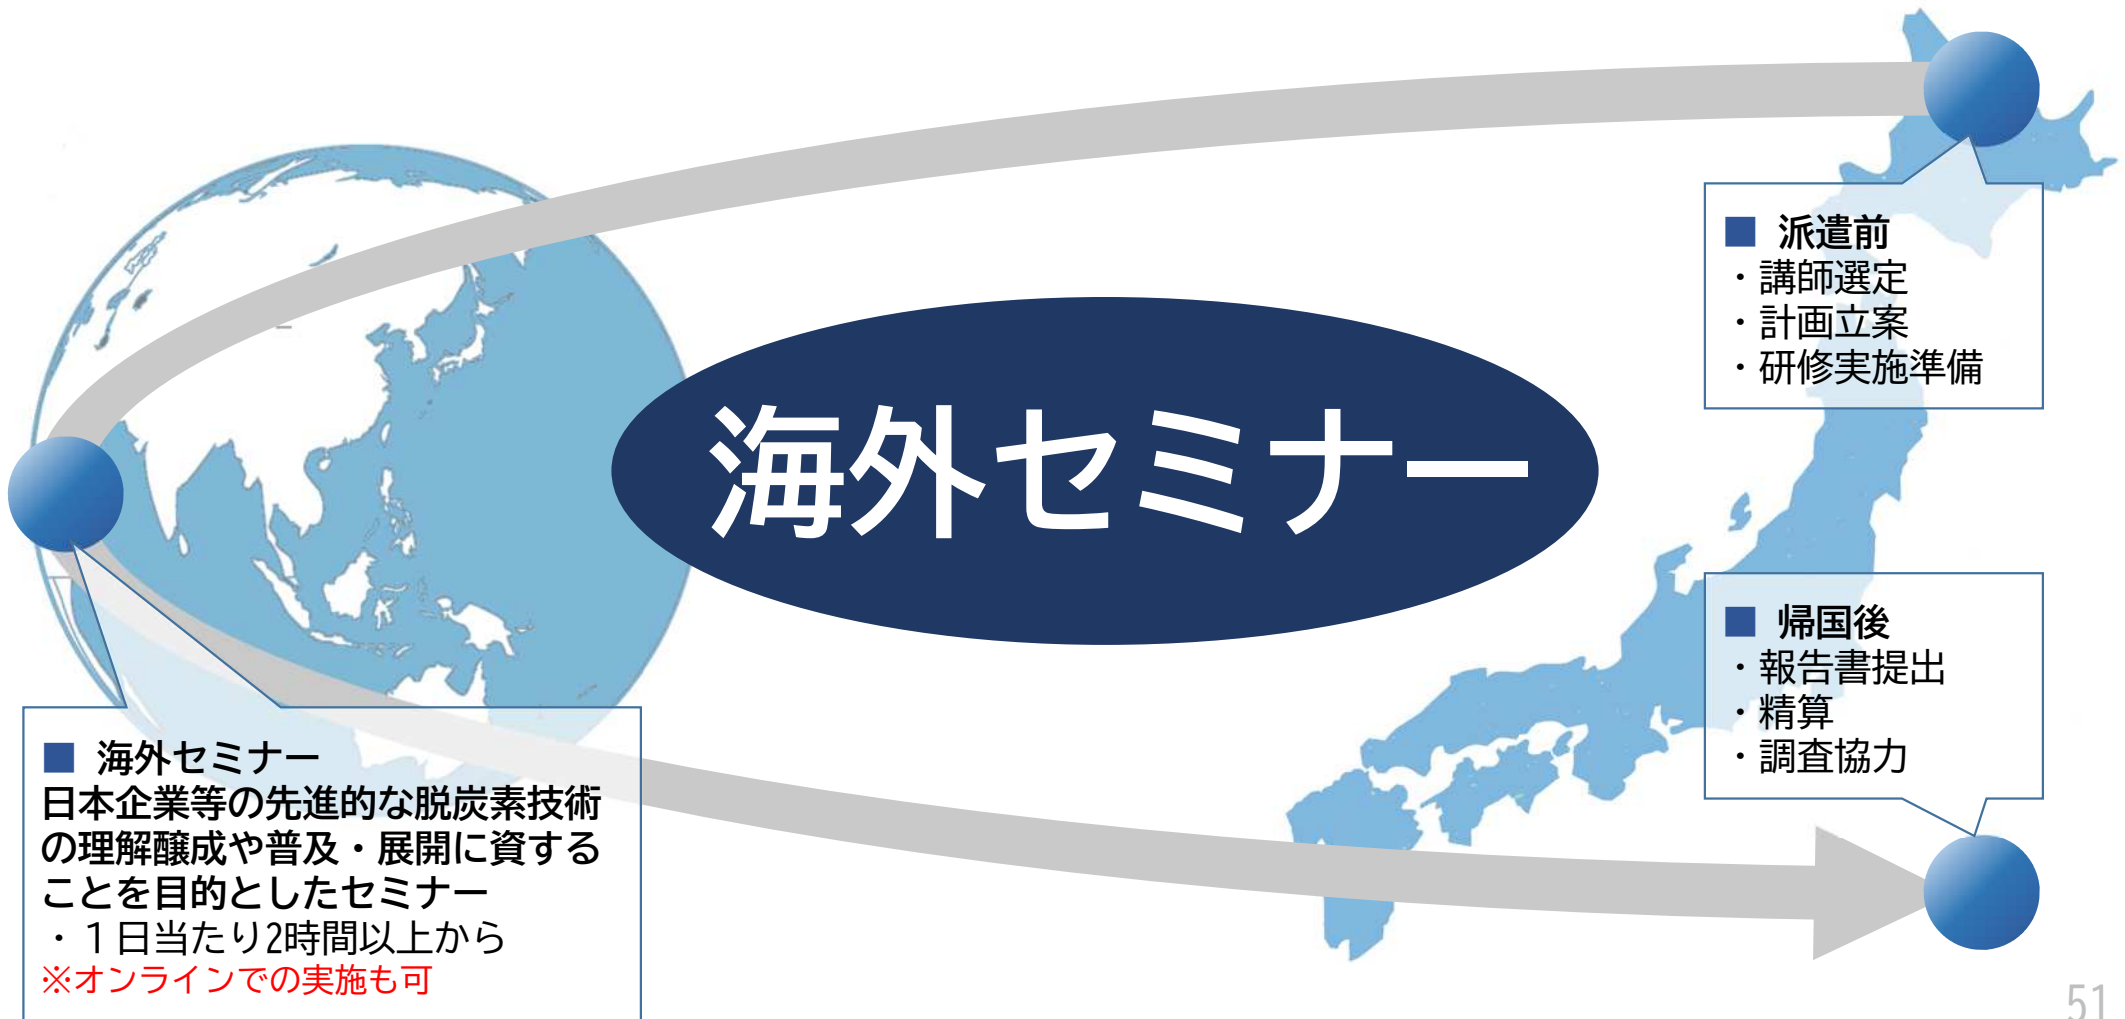 海外セミナー
■ 派遣前
・講師選定
・計画立案
・研修実施準備
■ 海外セミナー
日本企業等の先進的な脱炭素技術
の理解醸成や普及・展開に資する
ことを目的としたセミナー
・１日当たり2時間以上から
※オンラインでの実施も可
■ 帰国後
・報告書提出
・精算
・調査協力
51